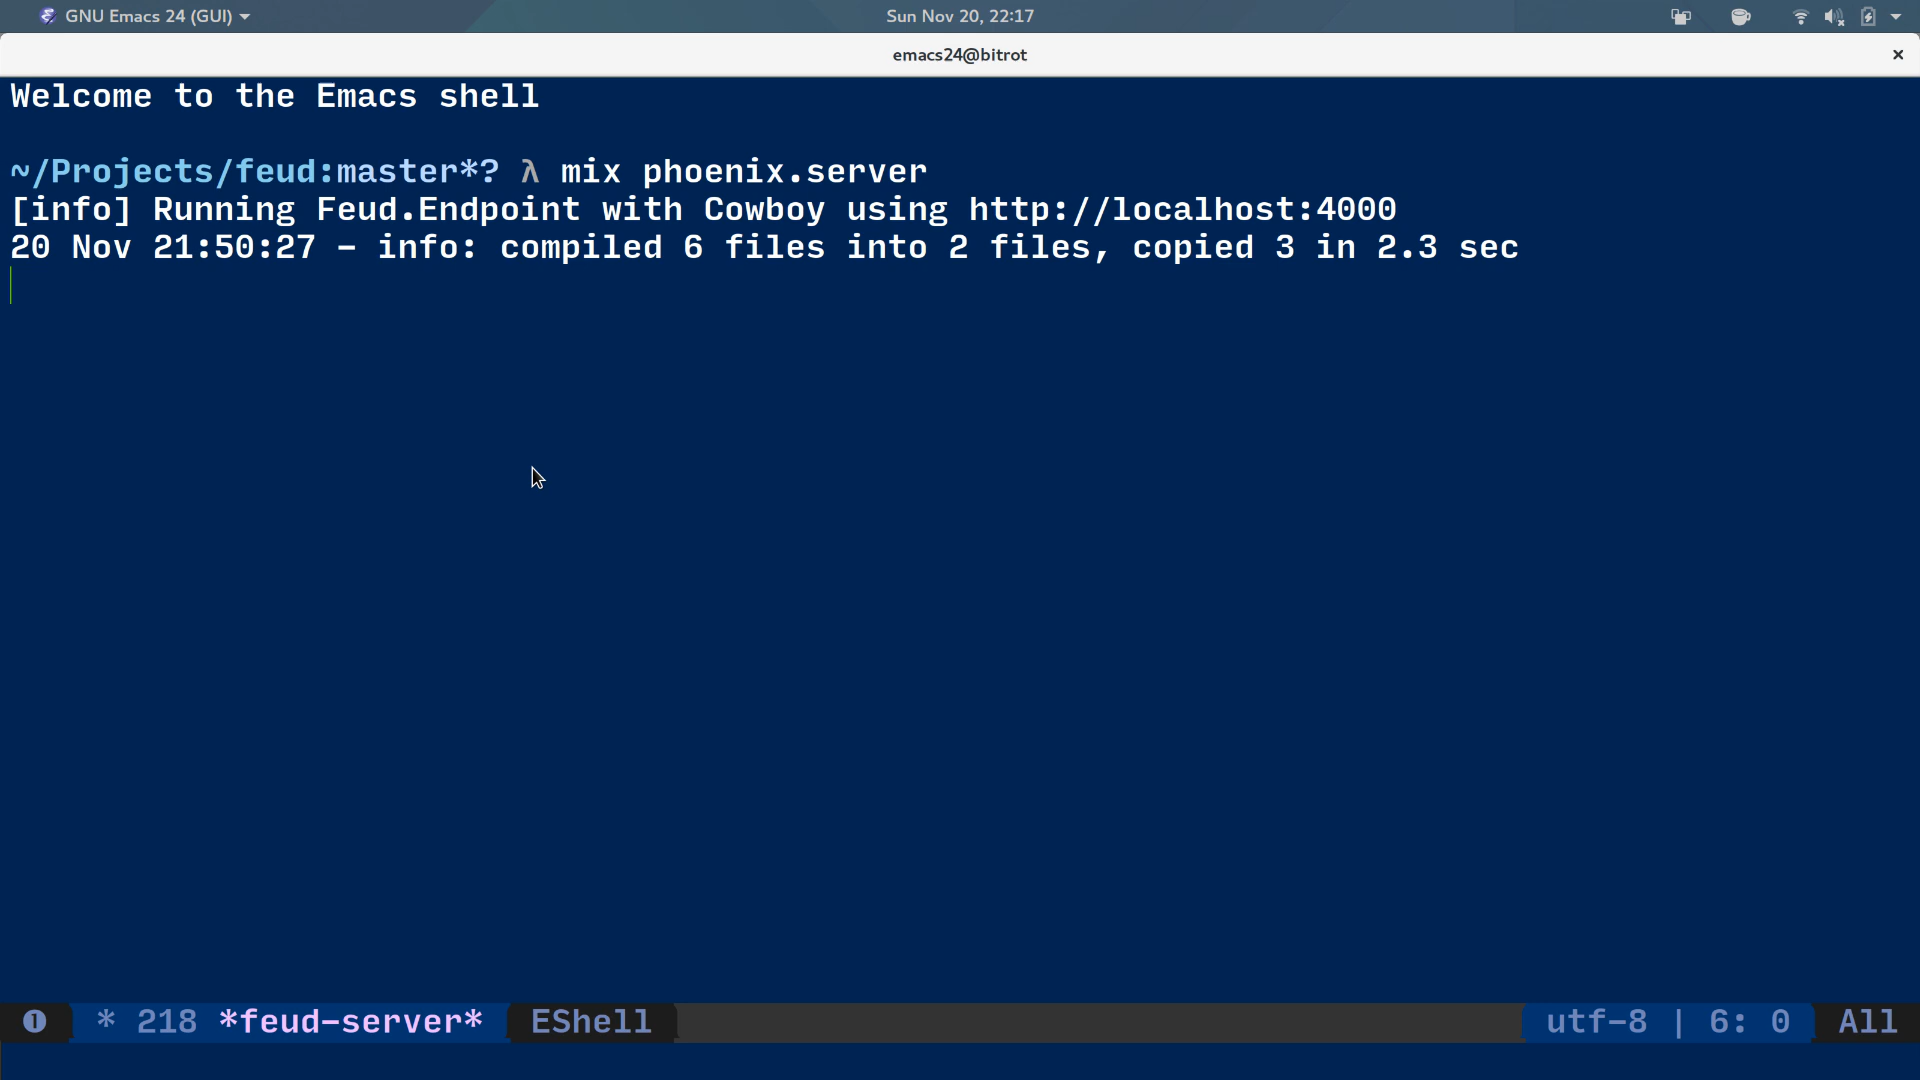 GNU Emacs 24 (GUI)
Sun Nov 20, 22:17
emacs24@bitrot
Welcome to the Emacs shell
~/Projects/feud:master*? λ mix phoenix.server
[info] Running Feud.Endpoint with Cowboy using http://localhost:4000
20 Nov 21:50:27 - info: compiled 6 files into 2 files, copied 3 in 2.3 sec
❶ * 218 *feud-server* EShell utf-8 | 6: 0 All